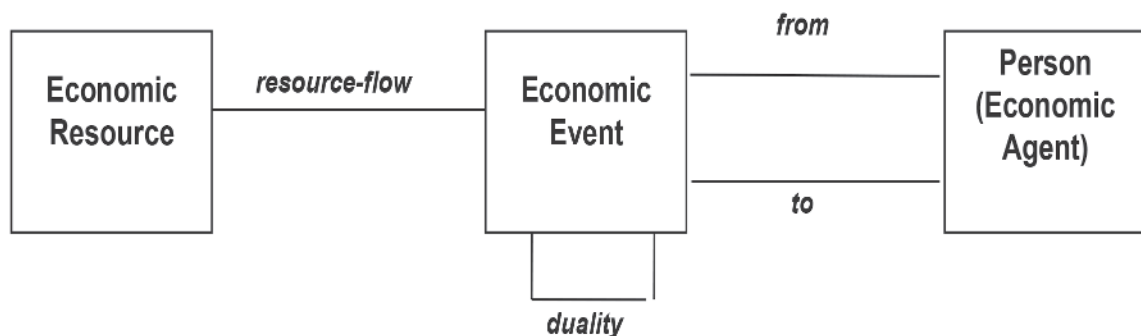 Economic
Resource
resource-flow
Economic
Event
from
to
Person
(Economic
Agent)
duality